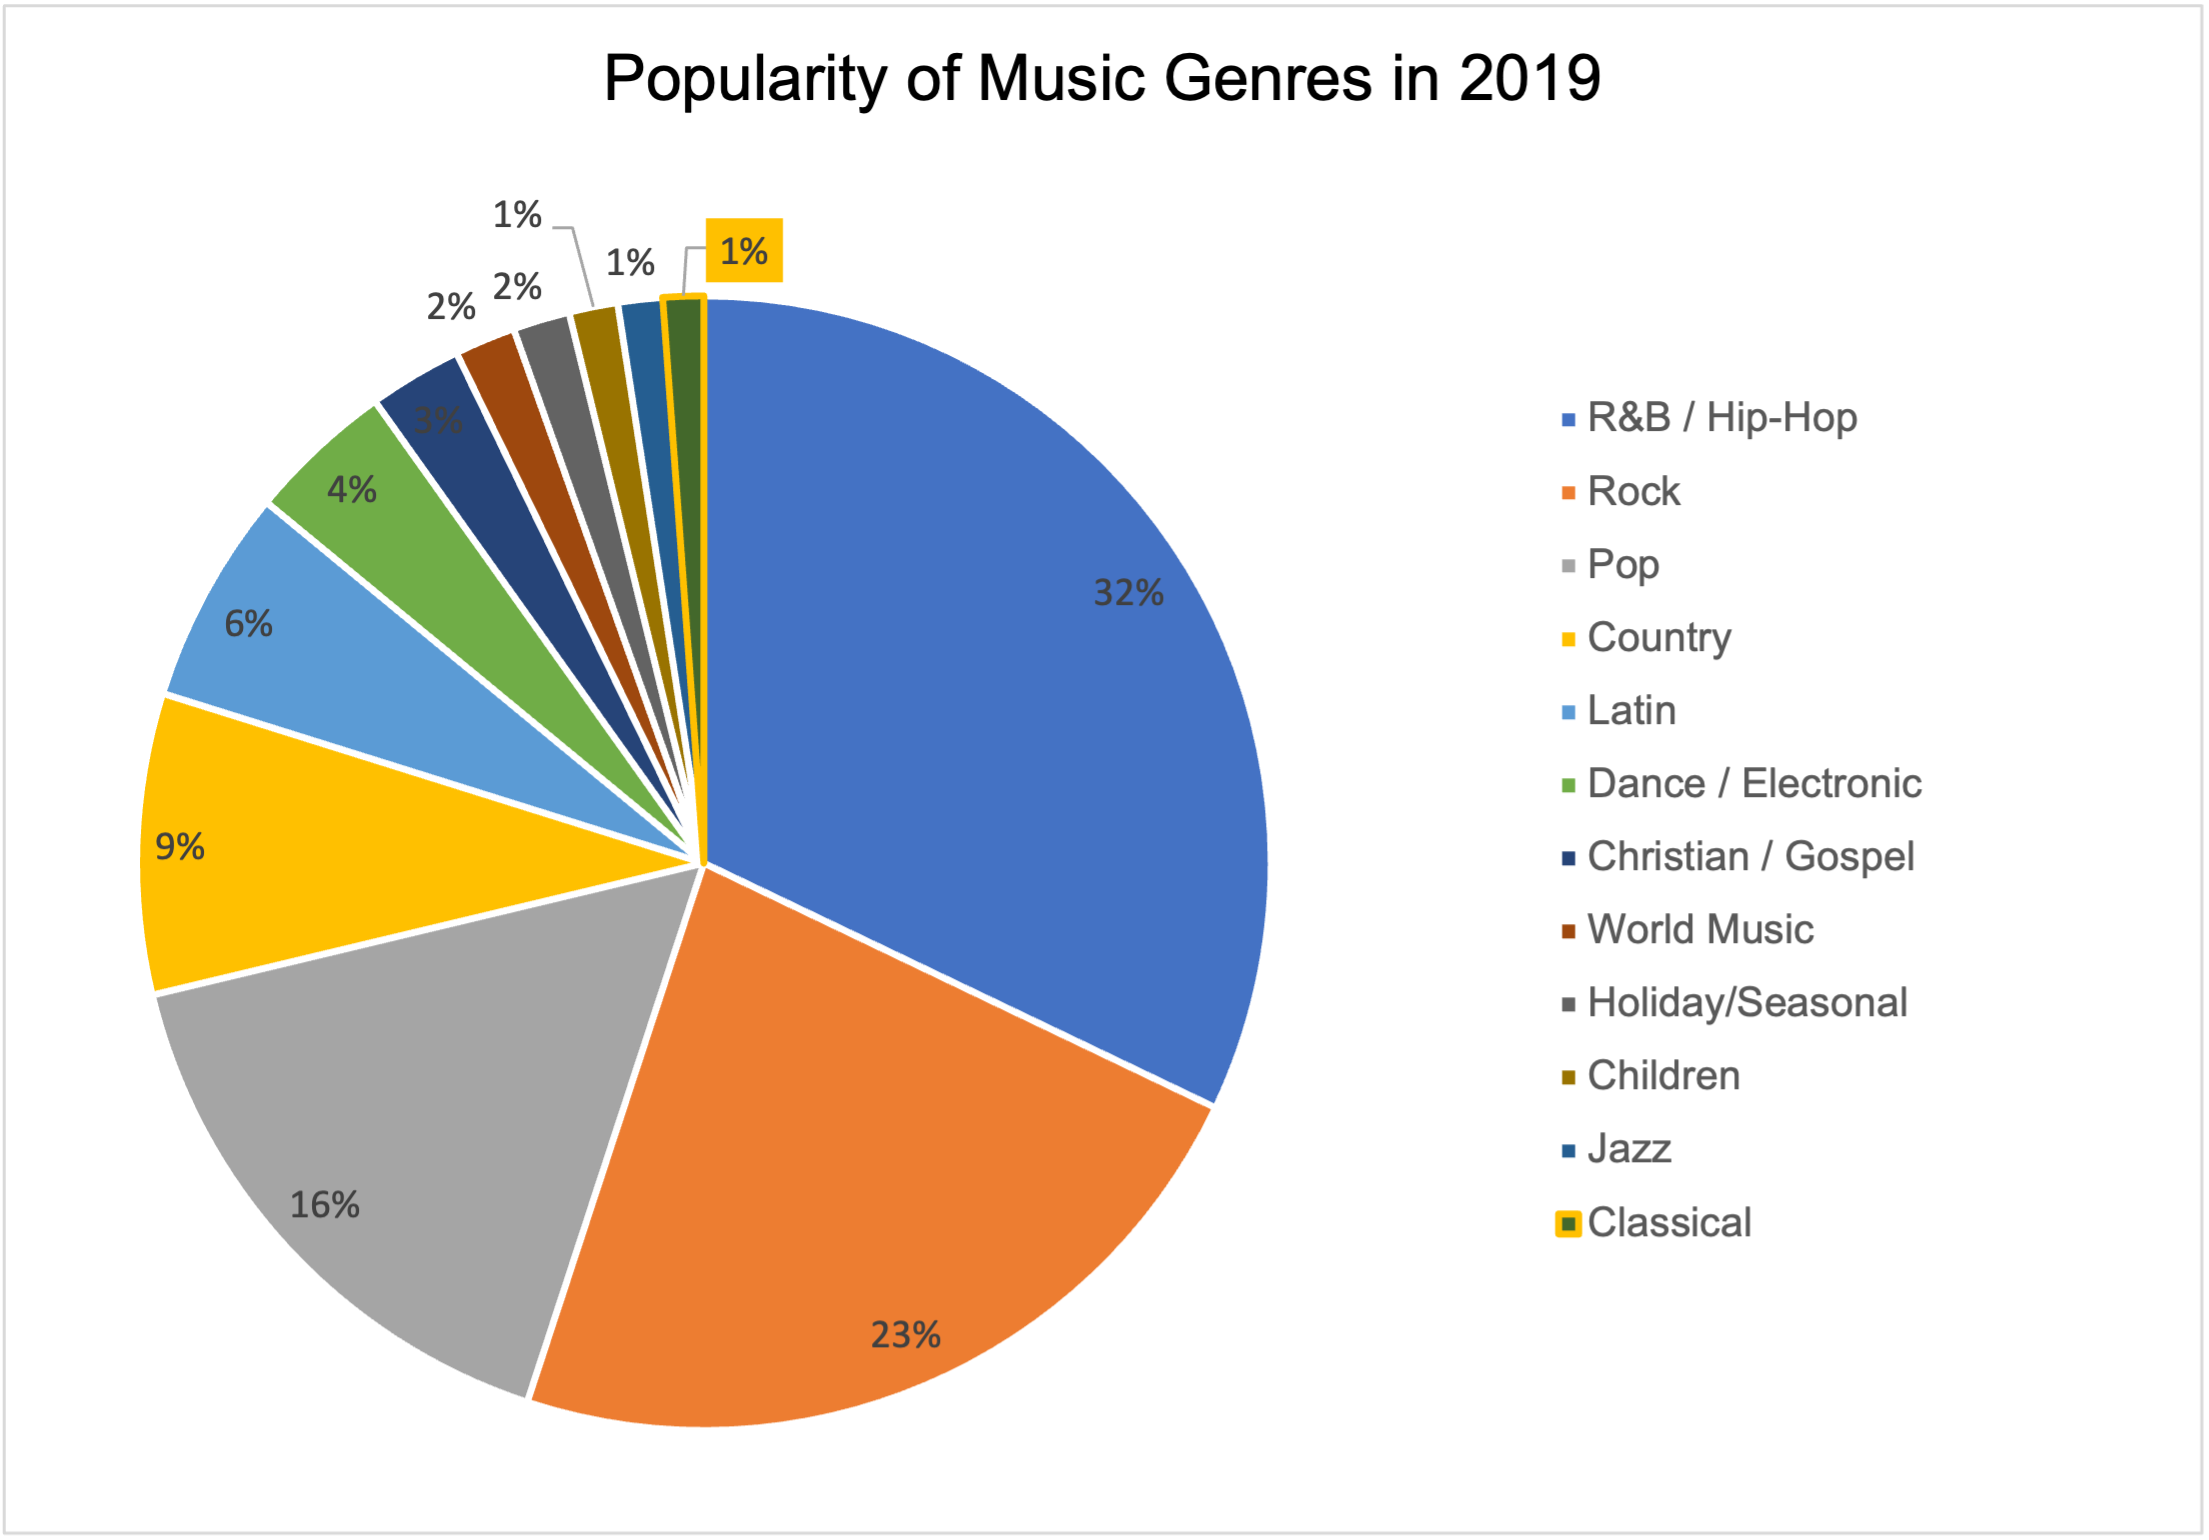 Popularity of Music Genres in 2019
1%
1%
1%
2%
2%
3%
4%
6%
9%
16%
23%
32%
R&B / Hip-Hop
Rock
Pop
Country
Latin
Dance / Electronic
Christian / Gospel
World Music
Holiday/Seasonal
Children
Jazz
Classical